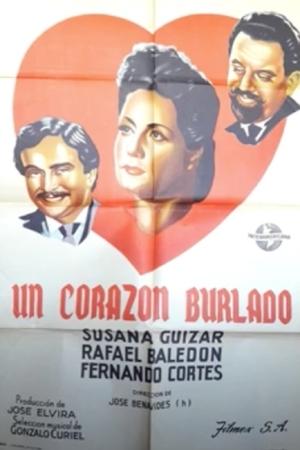 UN CORAZON BURLADO
SUSANA GUIZAR
RAFAEL BALEDON
FERNANDO CORTES
DIRECCION DE
JOSE BENAVIDES (h)
Producción de
JOSE ELVIRA
Selección musical de
GONZALO CURIEL
Filmex S.A.